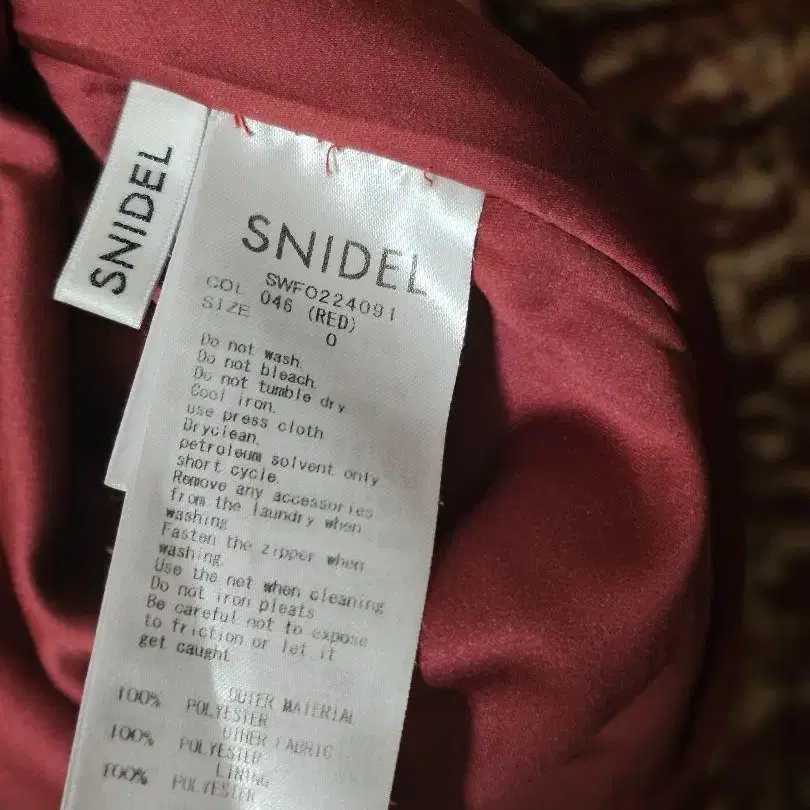 SNIDEL
SNIDEL
SWFO224091
COL 046 (RED)
SIZE 0
Do not wash.
Do not bleach.
Do not tumble dry
Cool iron.
use press cloth
Dryclean.
petroleum solvent only
short cycle.
Remove any accessories
from the laundry when
washing
Fasten the zipper when
washing.
Use the net when cleaning
Do not iron pleats
Be careful not to expose
to friction or let it
get caught
OUTER MATERIAL
100% POLYESTER
OTHER FABRIC
100% POLYESTER
LINING
100% POLYESTER